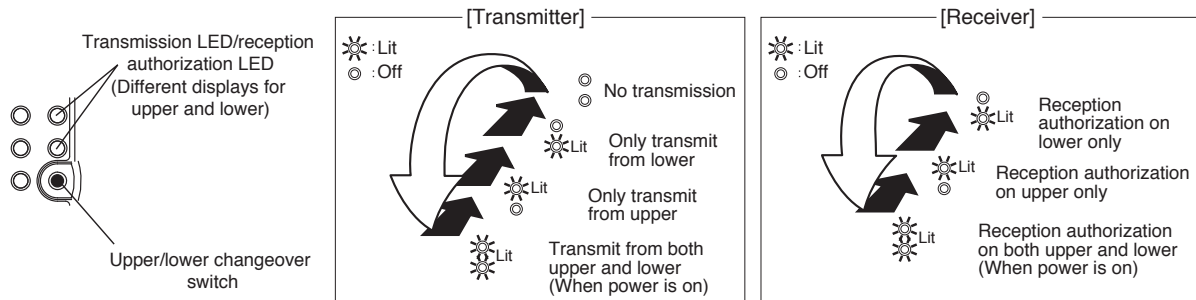 Transmission LED/reception
authorization LED
(Different displays for
upper and lower)
Upper/lower changeover
switch
[Transmitter]
: Lit
: Off
No transmission
Lit
Only transmit
from lower
Lit
Only transmit
from upper
Lit
Transmit from both
upper and lower
(When power is on)
[Receiver]
: Lit
: Off
Reception
authorization on
lower only
Lit
Lit
Reception authorization
on upper only
Lit
Reception authorization
on both upper and lower
(When power is on)